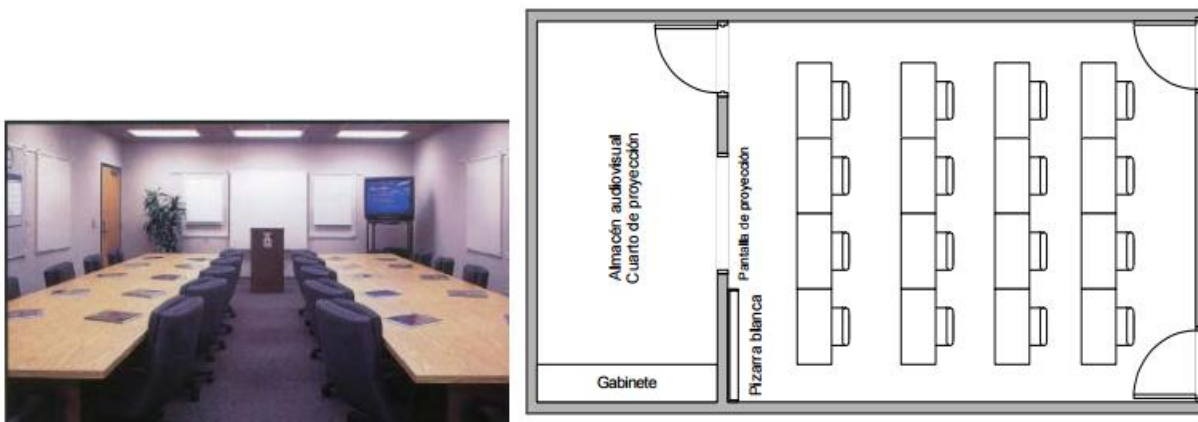 Almacén audiovisual
Cuarto de proyección
Pantalla de proyección
Pizarra blanca
Gabinete